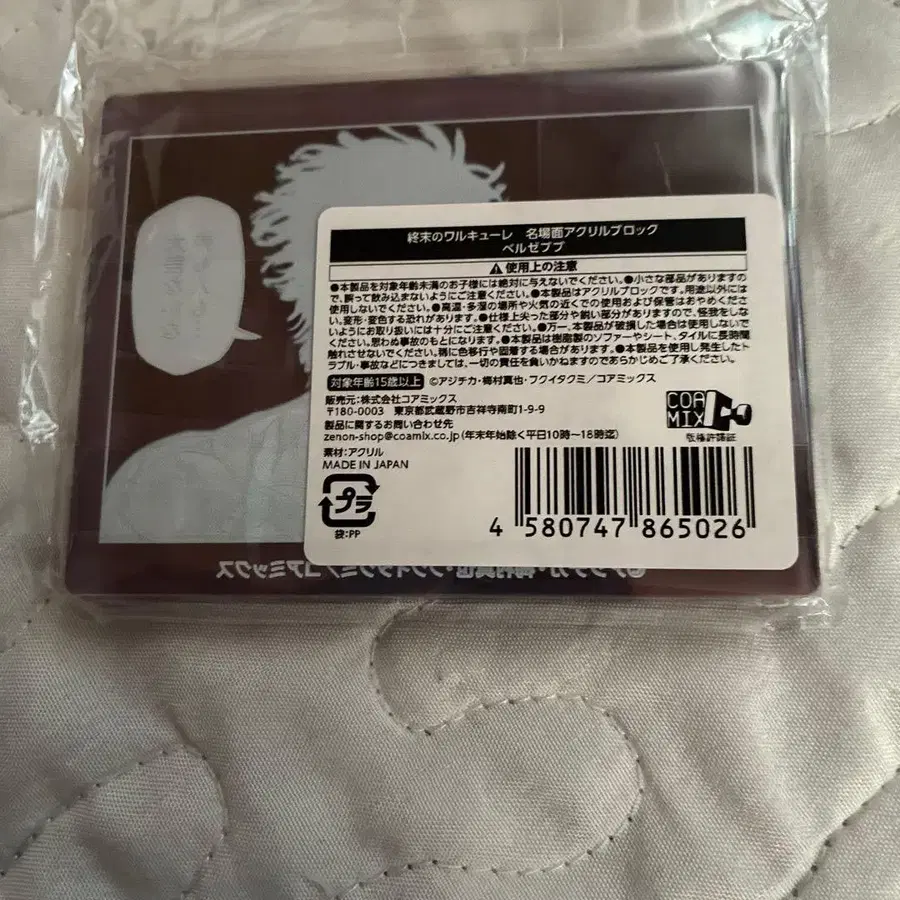 終末のワルキューレ 名場面アクリルブロック
ベルゼブブ
⚠使用上の注意
●本製品を対象年齢未満のお子様には絶対に与えないでください。●小さな部品がありますの
で、誤って飲み込まないようにご注意ください。●本製品はアクリルブロックです。用途以外には
使用しないでください。●高温・多湿の場所や火気の近くでの使用および保管はおやめくださ
い。変形・変色する恐れがあります。●仕様上尖った部分や鋭い部分がありますので、怪我をしな
いようにお取り扱いには十分にご注意ください。●万一、本製品が破損した場合は使用しないで
ください。思わぬ事故のもとになります。●本製品は樹脂製のソファーやシート、タイルに長時間
触れさせないでください。稀に色移行や固着する場合があります。●本製品を使用し発生したト
ラブル・事故などにつきましては、一切の責任を負いかねますのであらかじめご了承ください。
対象年齢15歳以上 ©アジチカ・梅村真也・フクイタクミ/コアミックス
販売元:株式会社コアミックス
〒180-0003 東京都武蔵野市吉祥寺南町1-9-9
製品に関するお問い合わせ先
zenon-shop@coamix.co.jp(年末年始除く平日10時〜18時迄)
素材:アクリル
MADE IN JAPAN
COA
MIX
版権許諾証
プラ
袋:PP
4 580747 865026
コアミックス